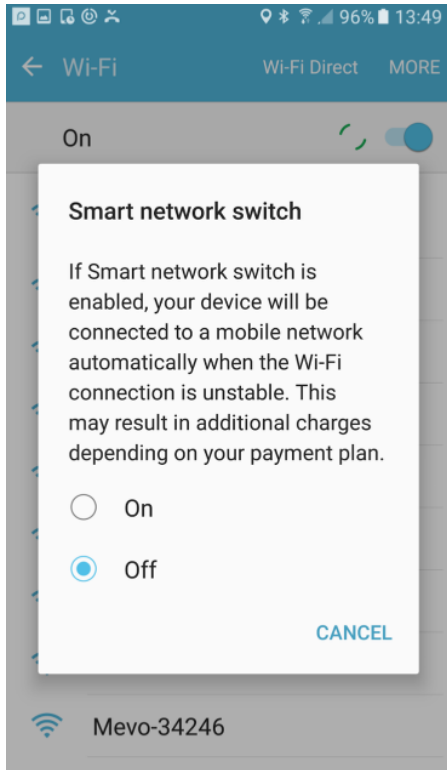 96% 13:49
Wi-Fi Wi-Fi Direct MORE
On
Smart network switch
If Smart network switch is
enabled, your device will be
connected to a mobile network
automatically when the Wi-Fi
connection is unstable. This
may result in additional charges
depending on your payment plan.
On
Off
CANCEL
Mevo-34246